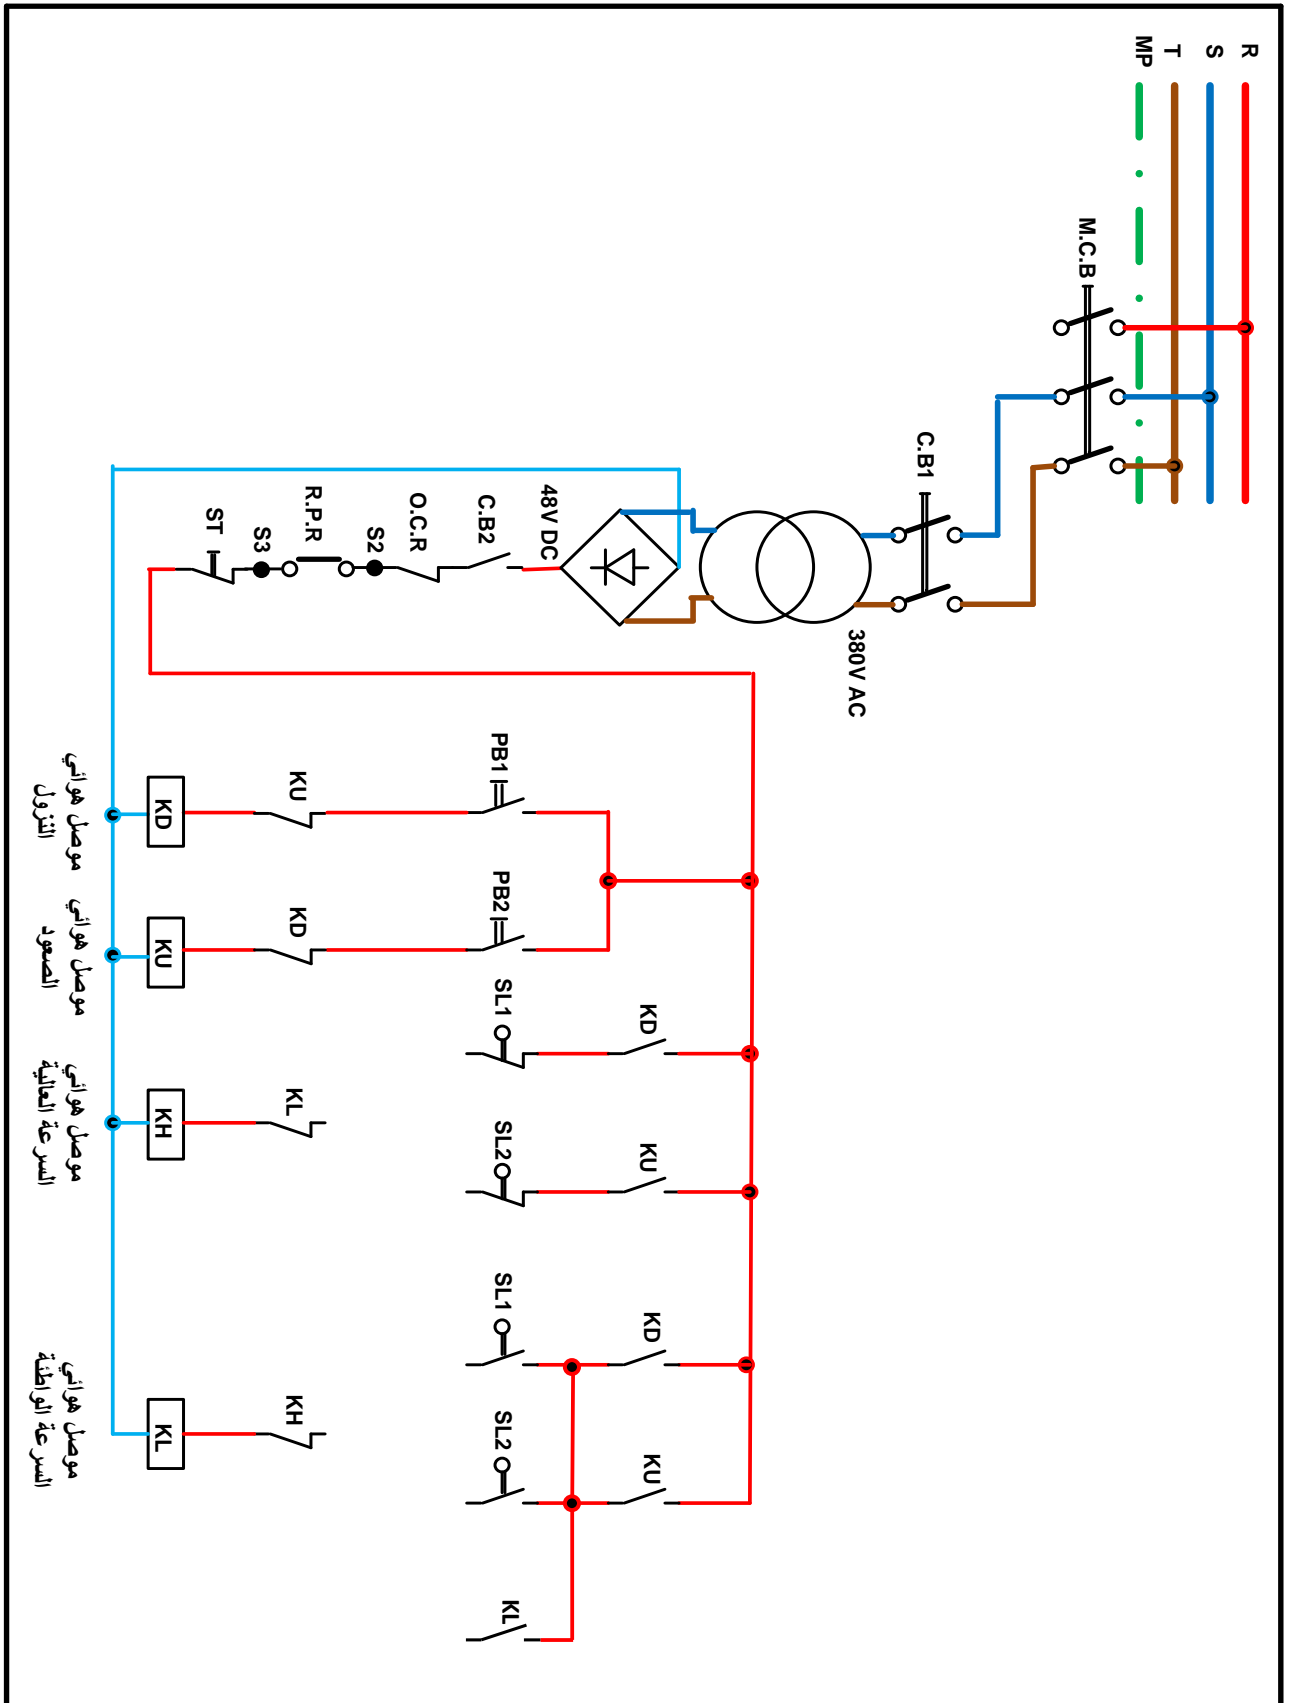 R
S
T
MP
M.C.B
C.B1
380V AC
48V DC
C.B2
O.C.R
S2
R.P.R
S3
ST
PB1
KU
KD
موصل هوائي
النزول
PB2
KD
KU
موصل هوائي
الصعود
KD
SL1
KU
SL2
KL
KH
موصل هوائي
السرعة العالية
KD
SL1
KU
SL2
KL
KH
KL
موصل هوائي
السرعة الواطئة